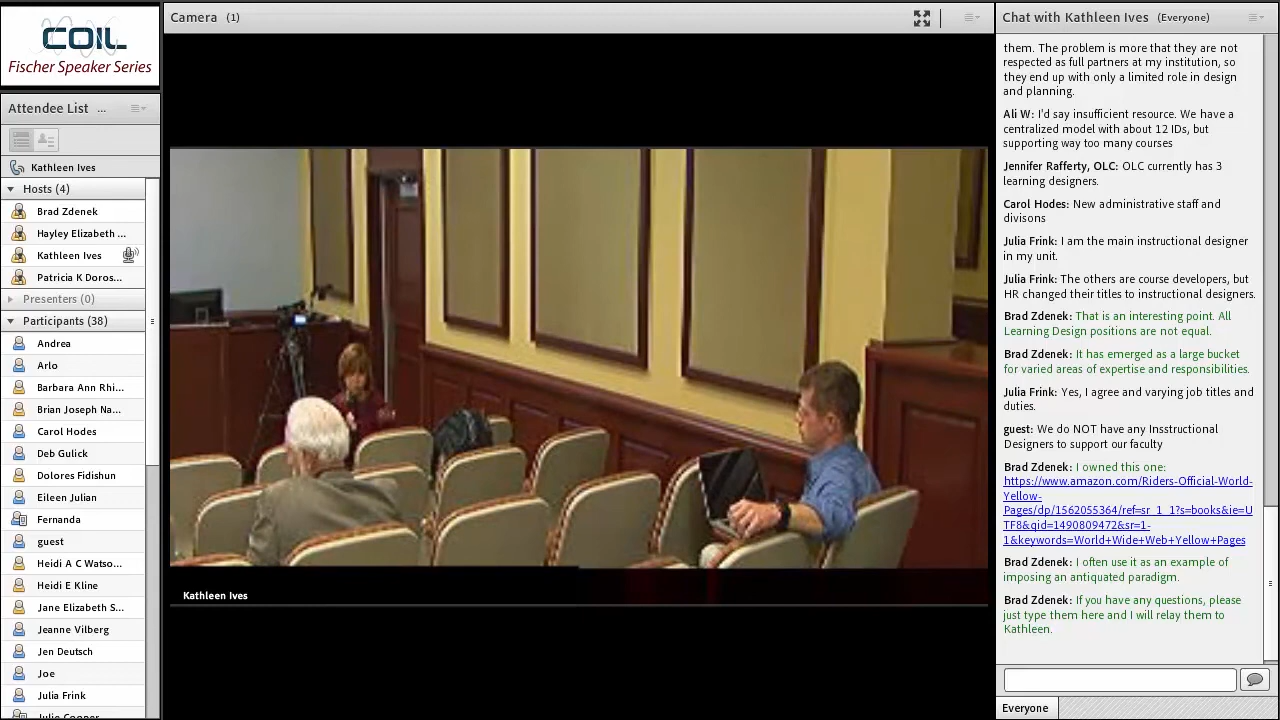 COIL
Fischer Speaker Series
Attendee List ...
Kathleen Ives
Hosts (4)
Brad Zdenek
Hayley Elizabeth ...
Kathleen Ives
Patricia K Doros...
Presenters (0)
Participants (38)
Andrea
Arlo
Barbara Ann Rhi...
Brian Joseph Na...
Carol Hodes
Deb Gulick
Dolores Fidishun
Eileen Julian
Fernanda
guest
Heidi A C Watso...
Heidi E Kline
Jane Elizabeth S...
Jeanne Vilberg
Jen Deutsch
Joe
Julia Frink
Julie Cooper
Camera (1)
Kathleen Ives
Chat with Kathleen Ives (Everyone)
them. The problem is more that they are not
respected as full partners at my institution, so
they end up with only a limited role in design
and planning.
Ali W: I'd say insufficient resource. We have a
centralized model with about 12 IDs, but
supporting way too many courses
Jennifer Rafferty, OLC: OLC currently has 3
learning designers.
Carol Hodes: New administrative staff and
divisons
Julia Frink: I am the main instructional designer
in my unit.
Julia Frink: The others are course developers, but
HR changed their titles to instructional designers.
Brad Zdenek: That is an interesting point. All
Learning Design positions are not equal.
Brad Zdenek: It has emerged as a large bucket
for varied areas of expertise and responsibilities.
Julia Frink: Yes, I agree and varying job titles and
duties.
guest: We do NOT have any Insstructional
Designers to support our faculty
Brad Zdenek: I owned this one:
https://www.amazon.com/Riders-Official-World-
Yellow-
Pages/dp/1562055364/ref=sr_1_1?s=books&ie=U
TF8&qid=1490809472&sr=1-
1&keywords=World+Wide+Web+Yellow+Pages
Brad Zdenek: I often use it as an example of
imposing an antiquated paradigm.
Brad Zdenek: If you have any questions, please
just type them here and I will relay them to
Kathleen.
Everyone